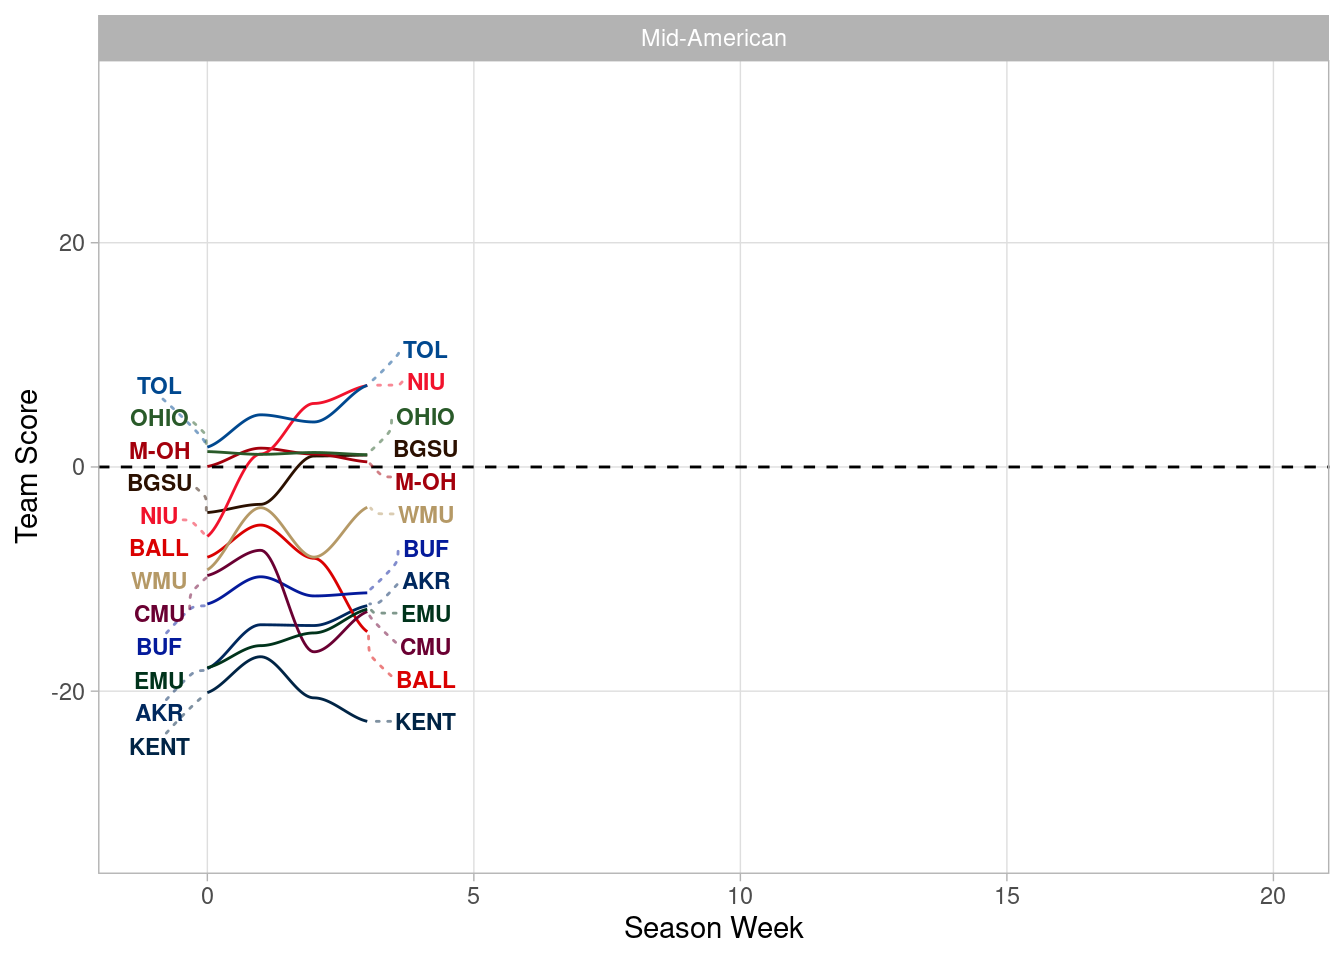 Mid-American
Team Score
20
0
-20
TOL
OHIO
M-OH
BGSU
NIU
BALL
WMU
CMU
BUF
EMU
AKR
KENT
TOL
NIU
OHIO
BGSU
M-OH
WMU
BUF
AKR
EMU
CMU
BALL
KENT
0 5 10 15 20
Season Week